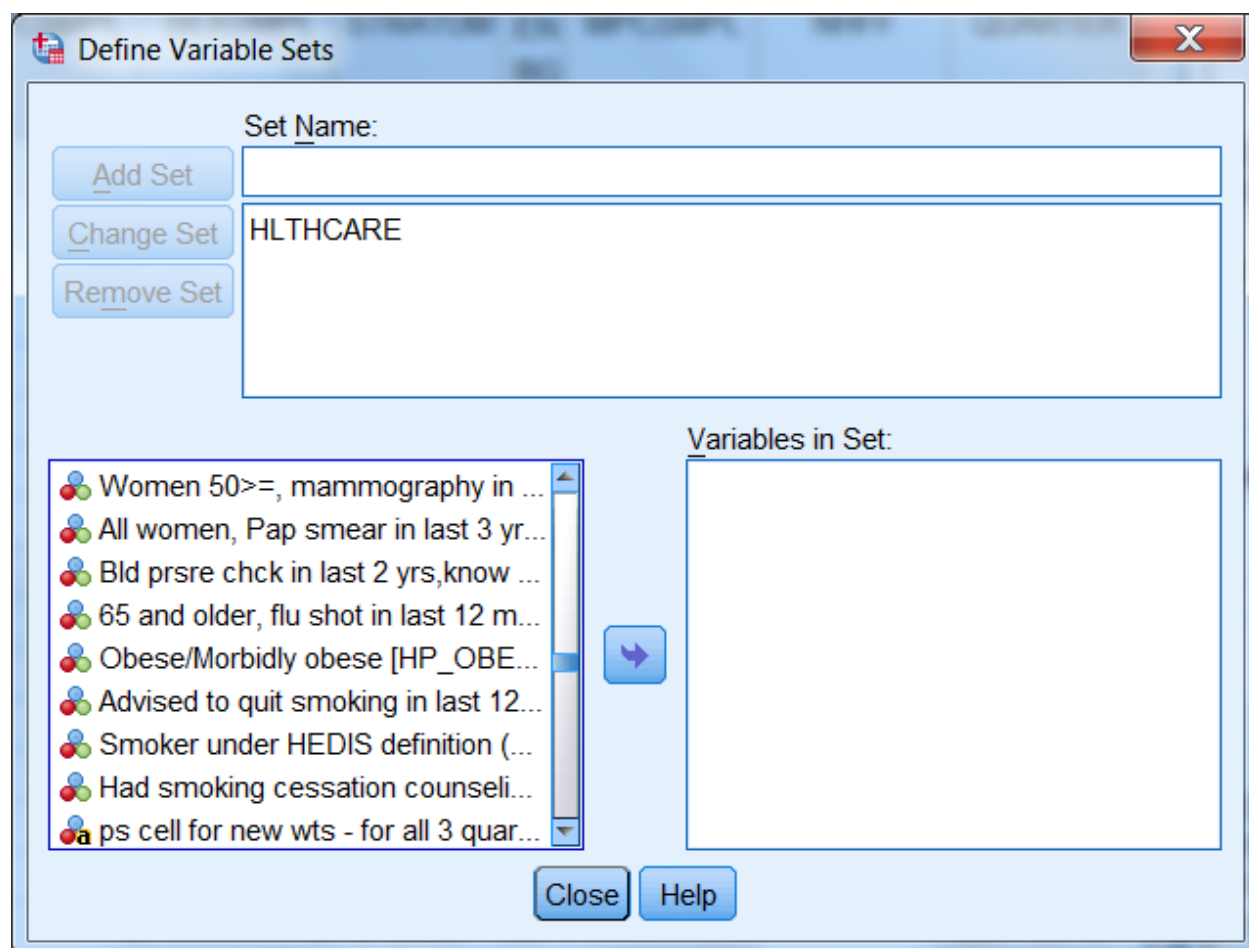 Define Variable Sets
Set Name:
Add Set
Change Set
HLTHCARE
Remove Set
Variables in Set:
Women 50>=, mammography in ...
All women, Pap smear in last 3 yr...
Bld prsre chck in last 2 yrs,know ...
65 and older, flu shot in last 12 m...
Obese/Morbidly obese [HP_OBE...
Advised to quit smoking in last 12...
Smoker under HEDIS definition (...
Had smoking cessation counseli...
a ps cell for new wts - for all 3 quar...
Close
Help